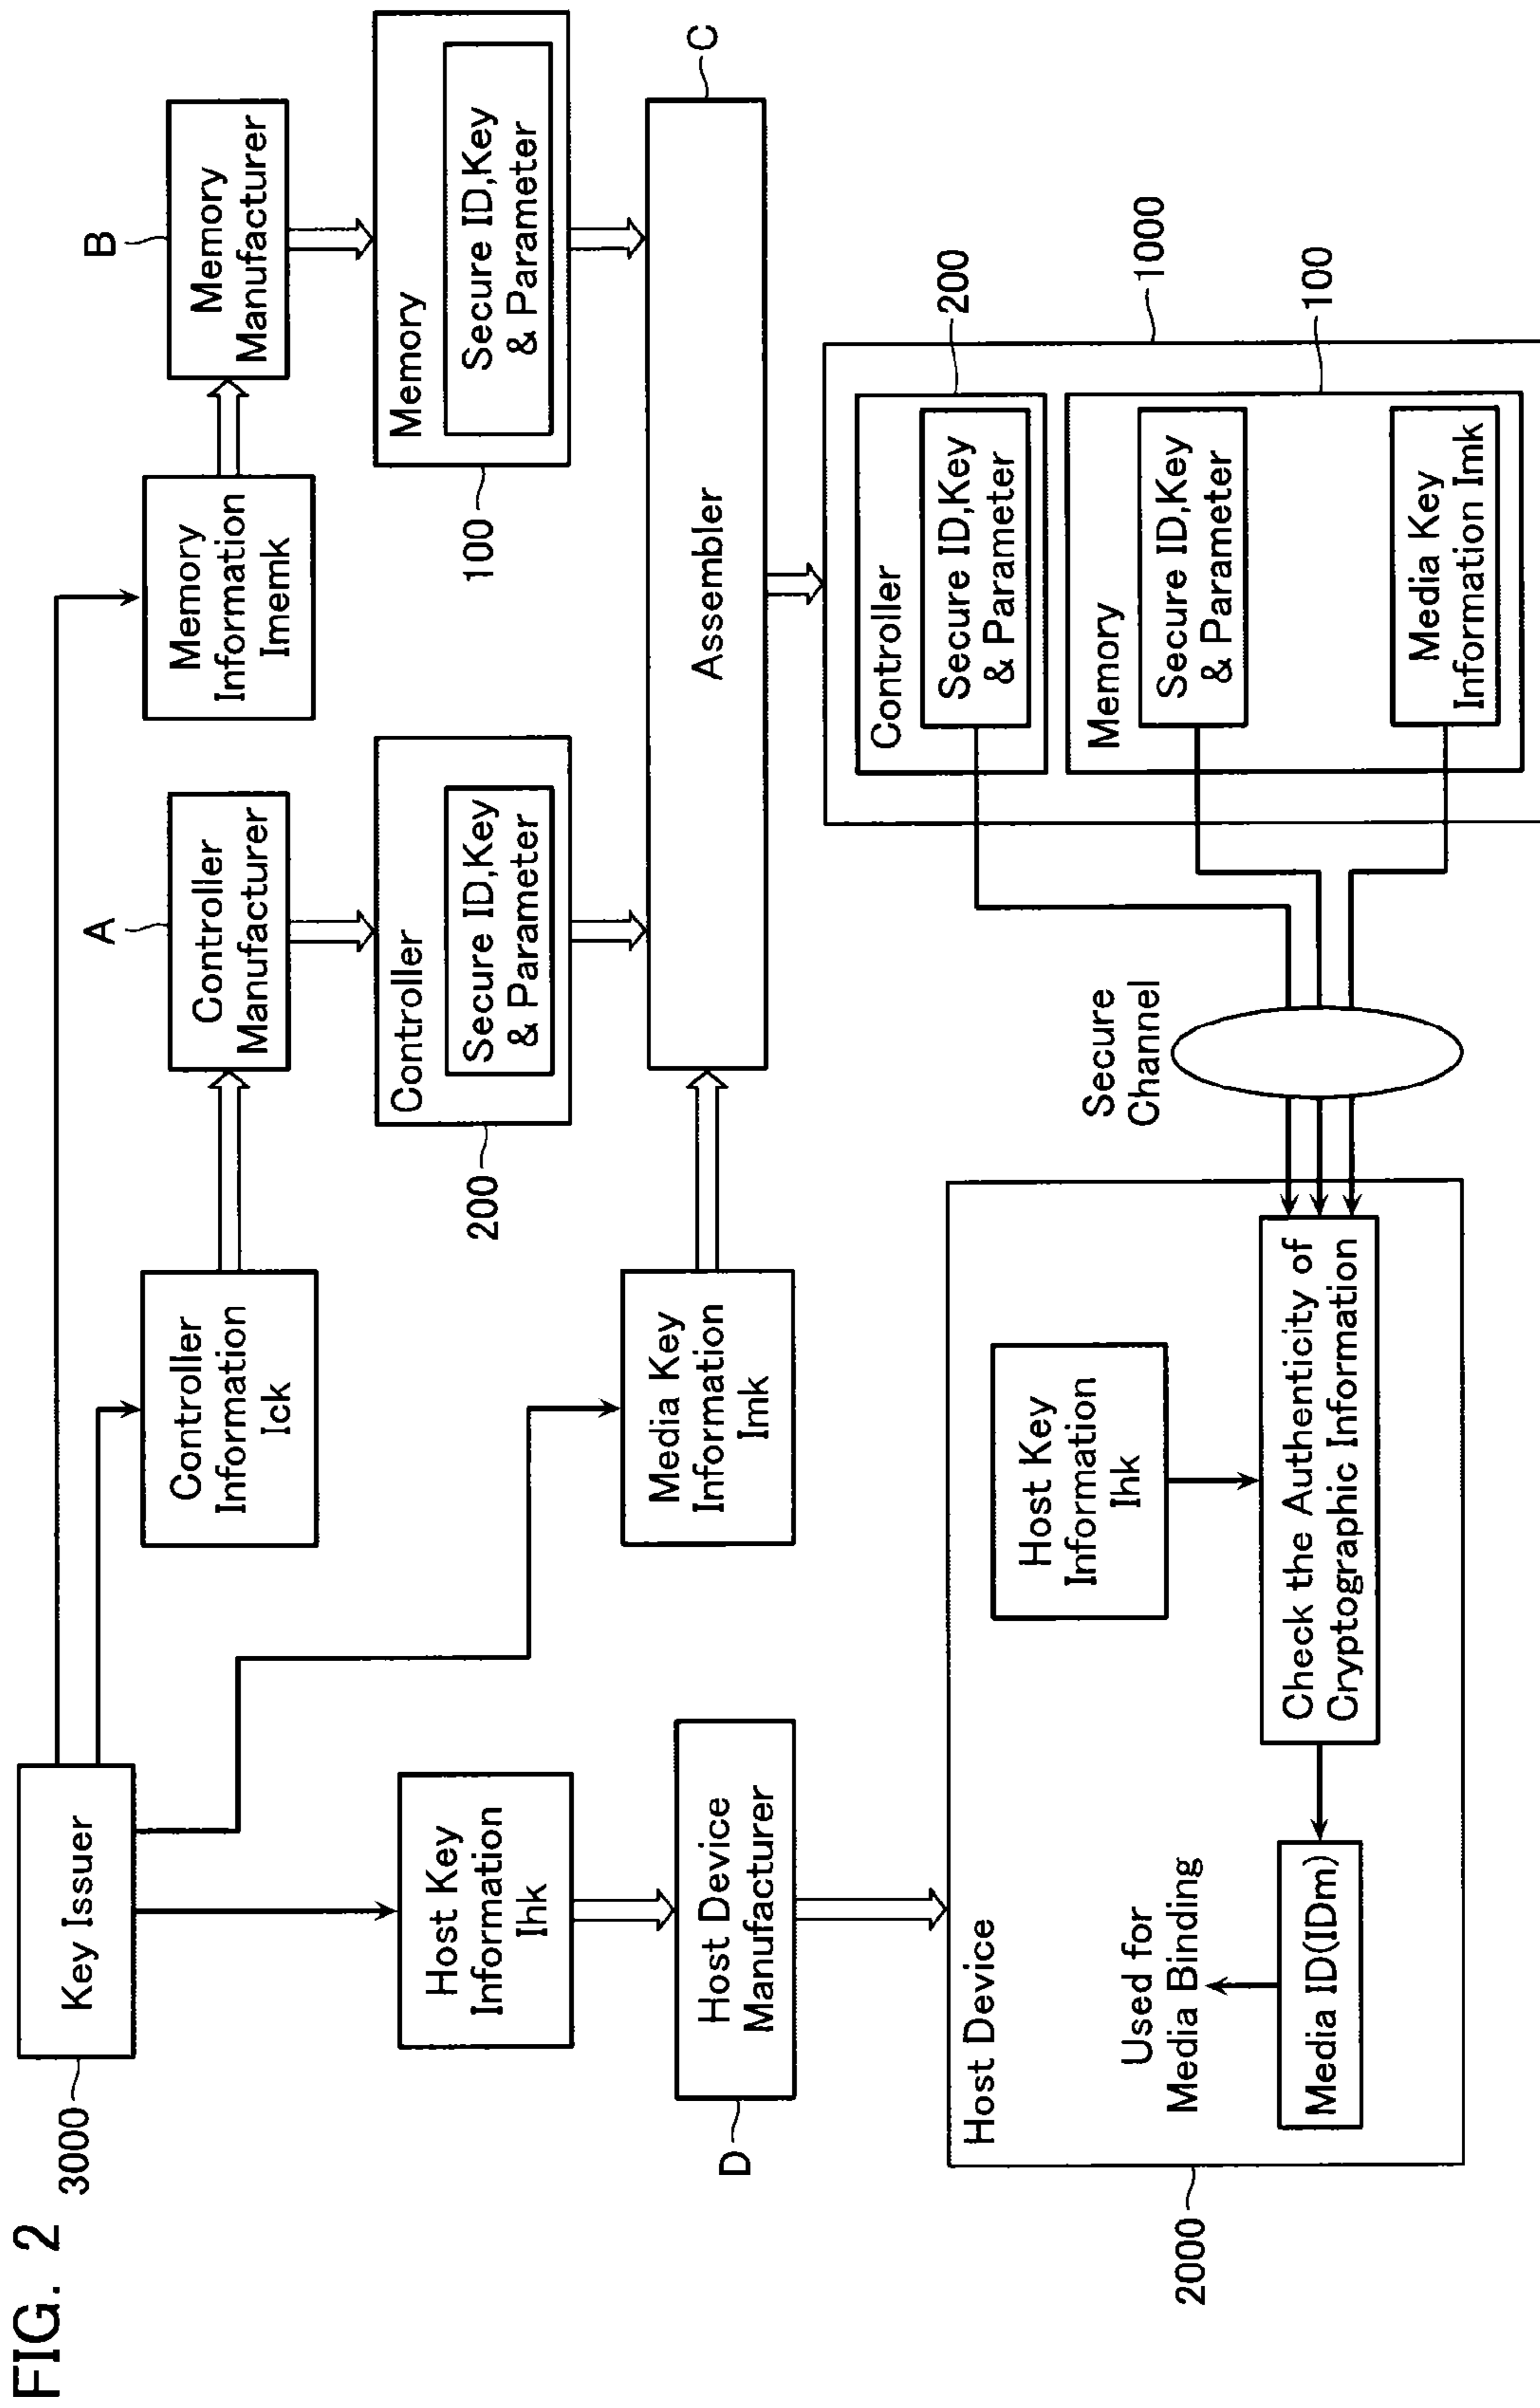 FIG. 2
3000
Key Issuer
Host Key
Information
Ihk
D
Host Device
Manufacturer
Controller
Information
Ick
A
Controller
Manufacturer
Controller
Secure ID,Key
& Parameter
200
Media Key
Information
Imk
Memory
Information
Imemk
B
Memory
Manufacturer
Memory
Secure ID,Key
& Parameter
100
Assembler
C
2000
Host Device
Used for
Media Binding
Media ID(IDm)
Host Key
Information
Ihk
Check the Authenticity of
Cryptographic Information
Secure
Channel
Controller
Secure ID,Key
& Parameter
200
1000
Memory
Secure ID,Key
& Parameter
100
Media Key
Information Imk